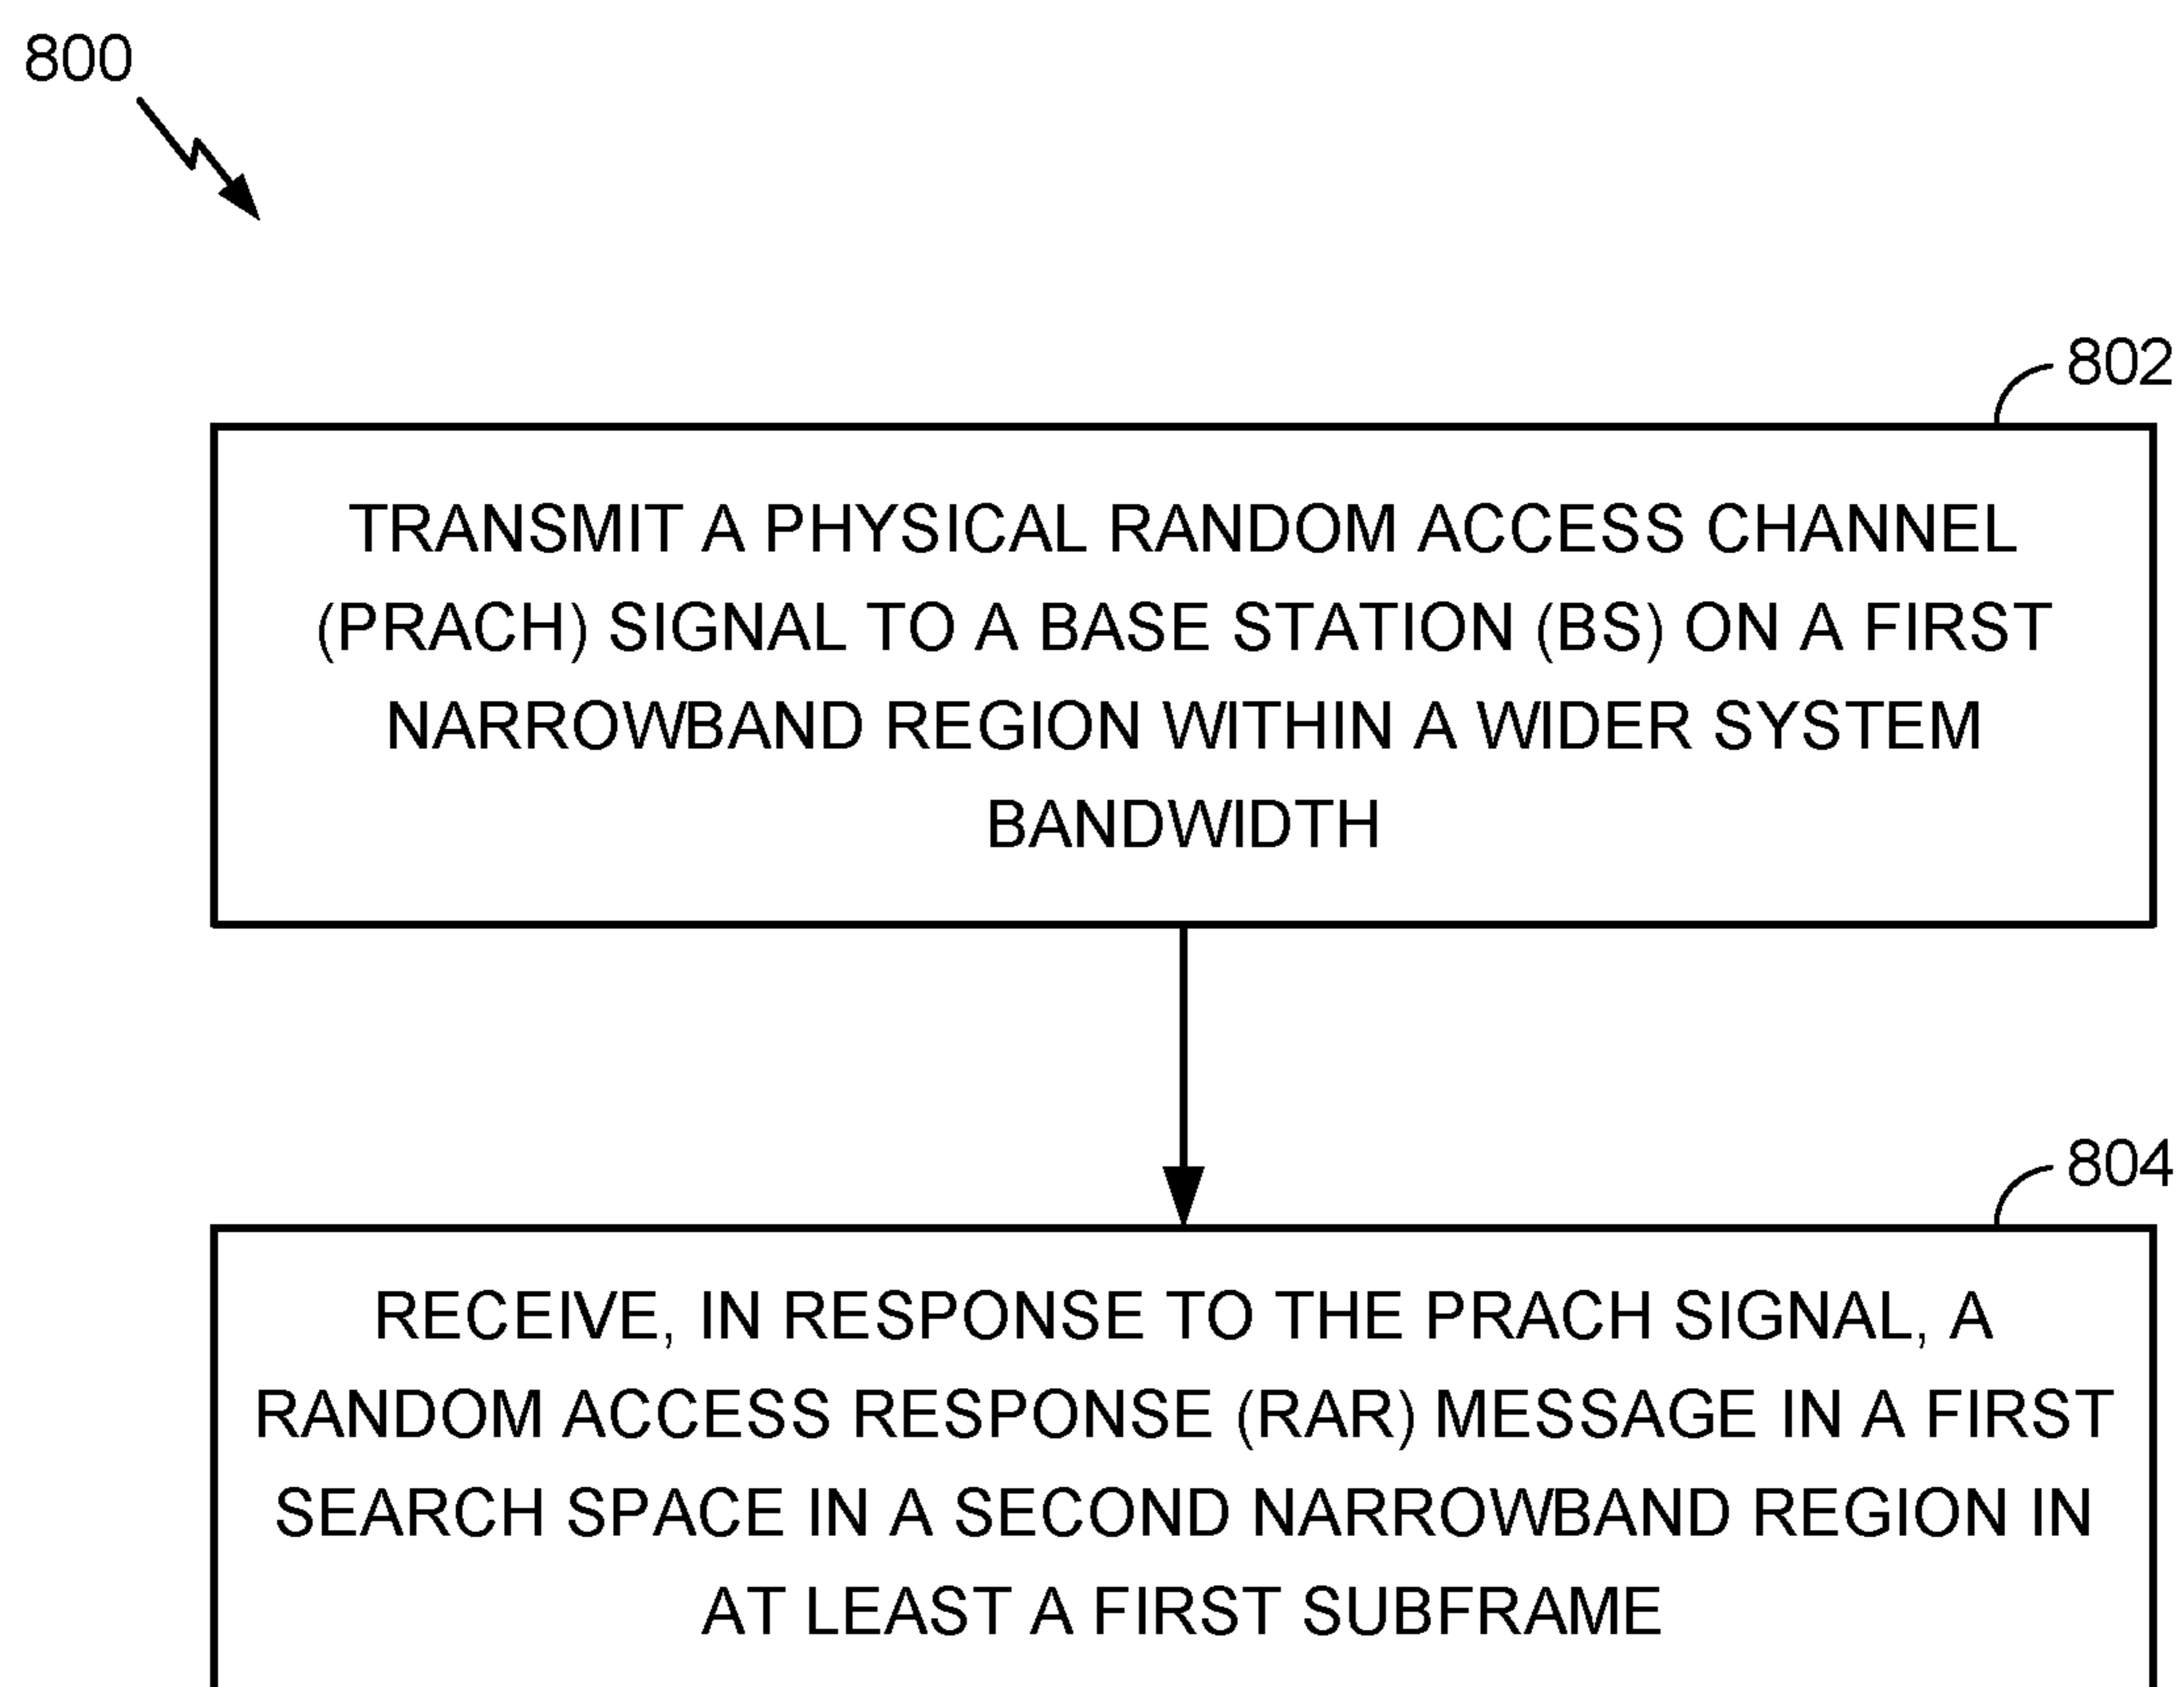 800
802
TRANSMIT A PHYSICAL RANDOM ACCESS CHANNEL
(PRACH) SIGNAL TO A BASE STATION (BS) ON A FIRST
NARROWBAND REGION WITHIN A WIDER SYSTEM
BANDWIDTH
804
RECEIVE, IN RESPONSE TO THE PRACH SIGNAL, A
RANDOM ACCESS RESPONSE (RAR) MESSAGE IN A FIRST
SEARCH SPACE IN A SECOND NARROWBAND REGION IN
AT LEAST A FIRST SUBFRAME